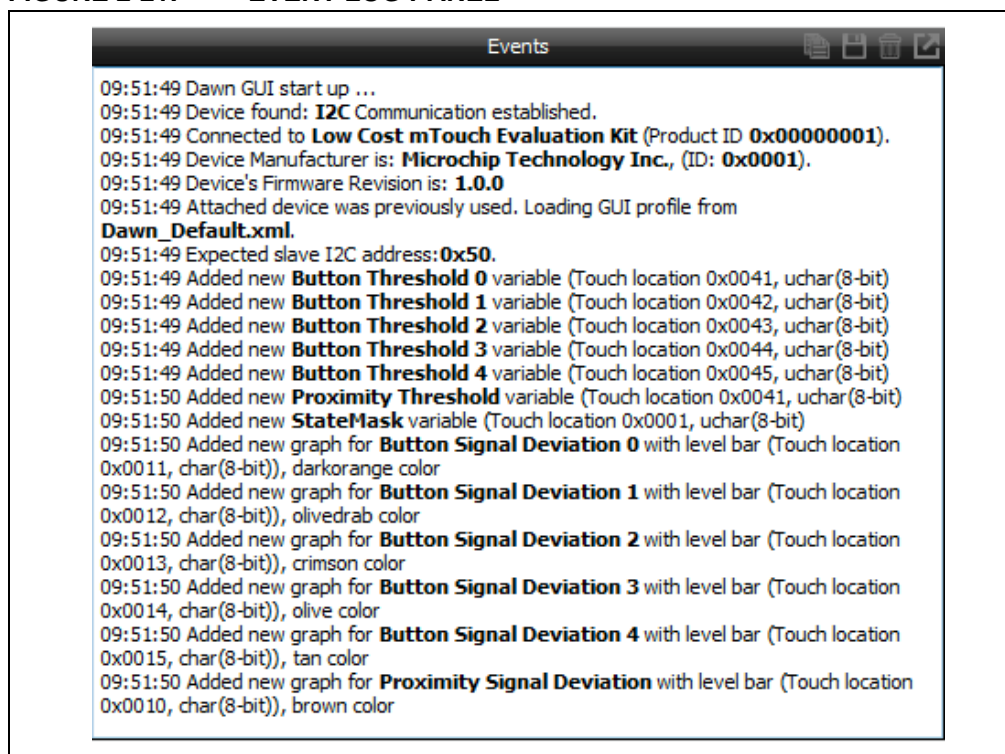 Events
09:51:49 Dawn GUI start up ...
09:51:49 Device found: I2C Communication established.
09:51:49 Connected to Low Cost mTouch Evaluation Kit (Product ID 0x00000001).
09:51:49 Device Manufacturer is: Microchip Technology Inc., (ID: 0x0001).
09:51:49 Device's Firmware Revision is: 1.0.0
09:51:49 Attached device was previously used. Loading GUI profile from
Dawn_Default.xml.
09:51:49 Expected slave I2C address:0x50.
09:51:49 Added new Button Threshold 0 variable (Touch location 0x0041, uchar(8-bit)
09:51:49 Added new Button Threshold 1 variable (Touch location 0x0042, uchar(8-bit)
09:51:49 Added new Button Threshold 2 variable (Touch location 0x0043, uchar(8-bit)
09:51:49 Added new Button Threshold 3 variable (Touch location 0x0044, uchar(8-bit)
09:51:49 Added new Button Threshold 4 variable (Touch location 0x0045, uchar(8-bit)
09:51:50 Added new Proximity Threshold variable (Touch location 0x0041, uchar(8-bit)
09:51:50 Added new StateMask variable (Touch location 0x0001, uchar(8-bit)
09:51:50 Added new graph for Button Signal Deviation 0 with level bar (Touch location
0x0011, char(8-bit)), darkorange color
09:51:50 Added new graph for Button Signal Deviation 1 with level bar (Touch location
0x0012, char(8-bit)), olivedrab color
09:51:50 Added new graph for Button Signal Deviation 2 with level bar (Touch location
0x0013, char(8-bit)), crimson color
09:51:50 Added new graph for Button Signal Deviation 3 with level bar (Touch location
0x0014, char(8-bit)), olive color
09:51:50 Added new graph for Button Signal Deviation 4 with level bar (Touch location
0x0015, char(8-bit)), tan color
09:51:50 Added new graph for Proximity Signal Deviation with level bar (Touch location
0x0010, char(8-bit)), brown color